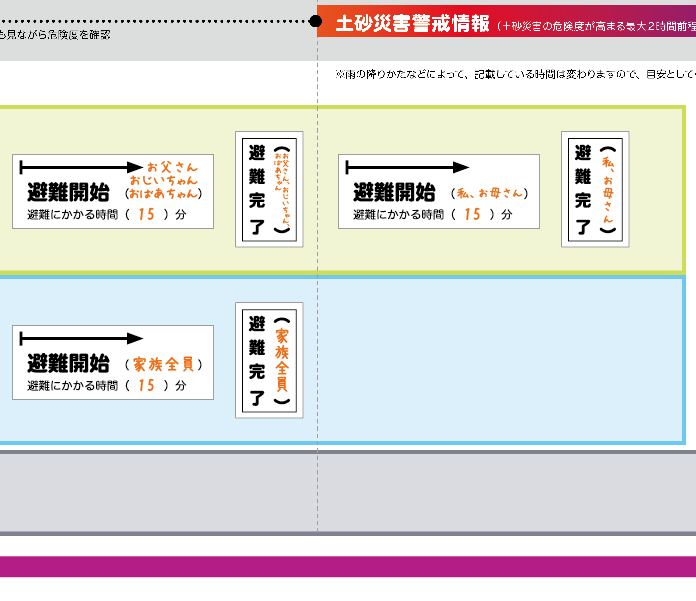 も見ながら危険度を確認
土砂災害警戒情報（土砂災害の危険度が高まる最大2時間前程
※雨の降りかたなどによって、記載している時間は変わりますので、目安として
お父さん
おじいちゃん
避難開始（おばあちゃん）
避難にかかる時間（ 15 ）分
避難完了
（お父さん、おじいちゃん、おばあちゃん）
避難開始（私、お母さん）
避難にかかる時間（ 15 ）分
避難完了
（私、お母さん）
避難開始（家族全員）
避難にかかる時間（ 15 ）分
避難完了
（家族全員）